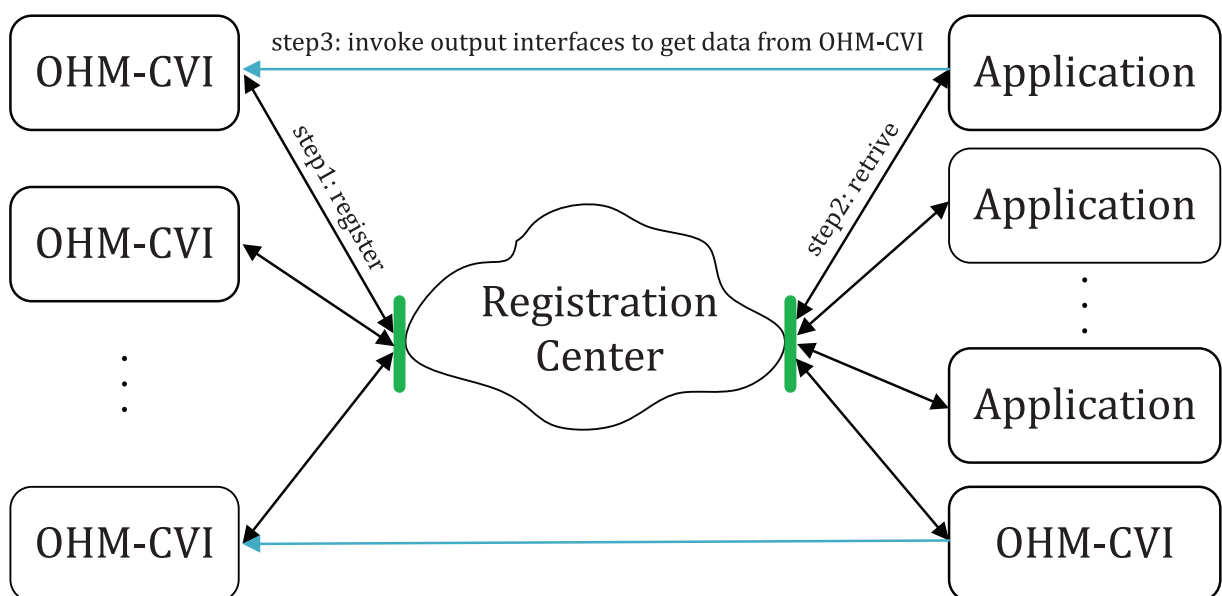 step3: invoke output interfaces to get data from OHM-CVI
OHM-CVI
Application
step1: register
step2: retrive
OHM-CVI
Application
Registration
Center
Application
OHM-CVI
OHM-CVI